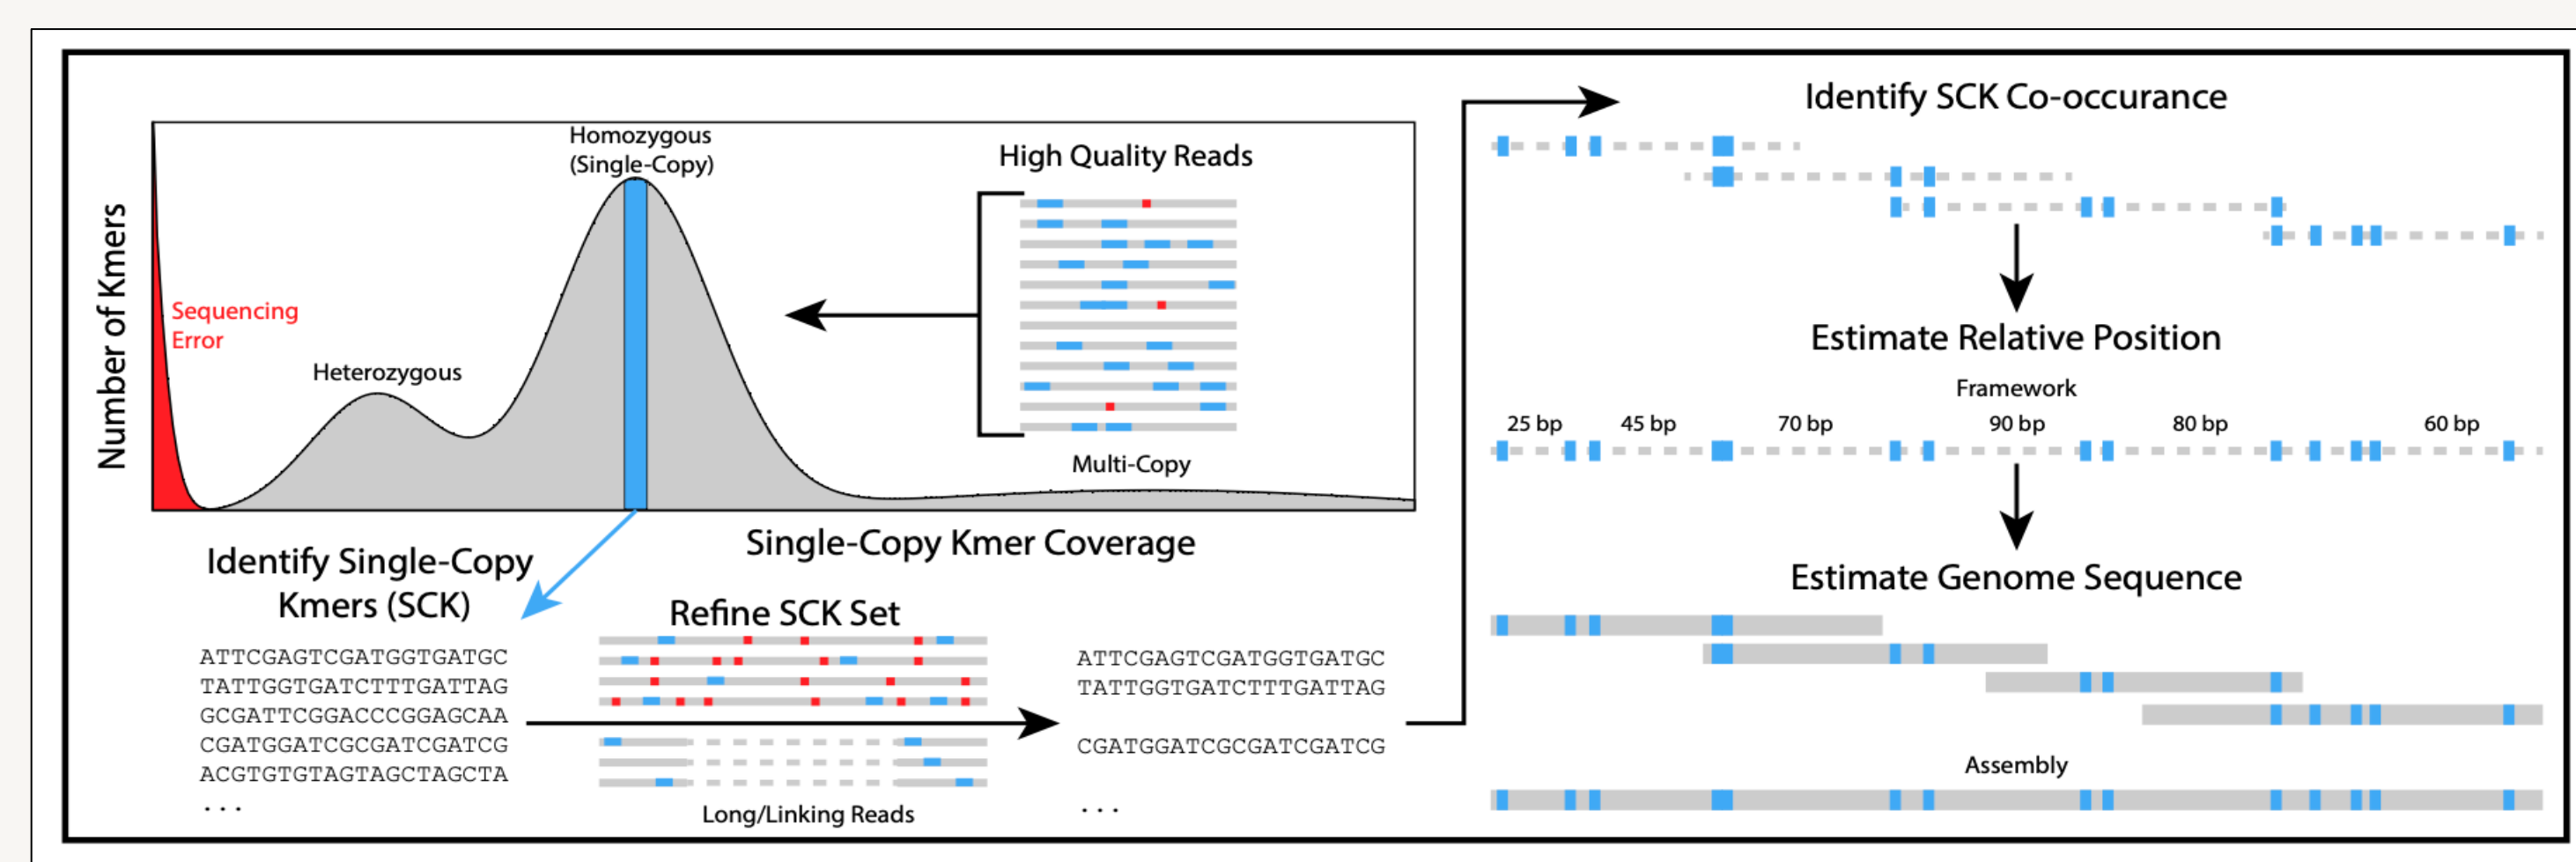 Number of Kmers
Sequencing
Error
Heterozygous
Homozygous
(Single-Copy)
High Quality Reads
Multi-Copy
Single-Copy Kmer Coverage
Identify Single-Copy
Kmers (SCK)
ATTCGAGTCGATGGTGATGC
TATTGGTGATCTTTGATTAG
GCGATTCGGACCCGGAGCAA
CGATGGATCGCGATCGATCG
ACGTGTGTAGTAGCTAGCTA
...
Refine SCK Set
Long/Linking Reads
ATTCGAGTCGATGGTGATGC
TATTGGTGATCTTTGATTAG
CGATGGATCGCGATCGATCG
...
Identify SCK Co-occurance
Estimate Relative Position
Framework
25 bp 45 bp 70 bp 90 bp 80 bp 60 bp
Estimate Genome Sequence
Assembly